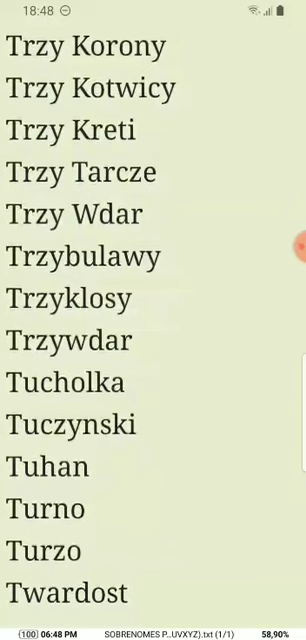 18:48
Trzy Korony
Trzy Kotwicy
Trzy Kreti
Trzy Tarcze
Trzy Wdar
Trzybulawy
Trzyklosy
Trzywdar
Tucholka
Tuczynski
Tuhan
Turno
Turzo
Twardost
100 06:48 PM SOBRENOMES P..UVXYZ).txt (1/1) 58,90%